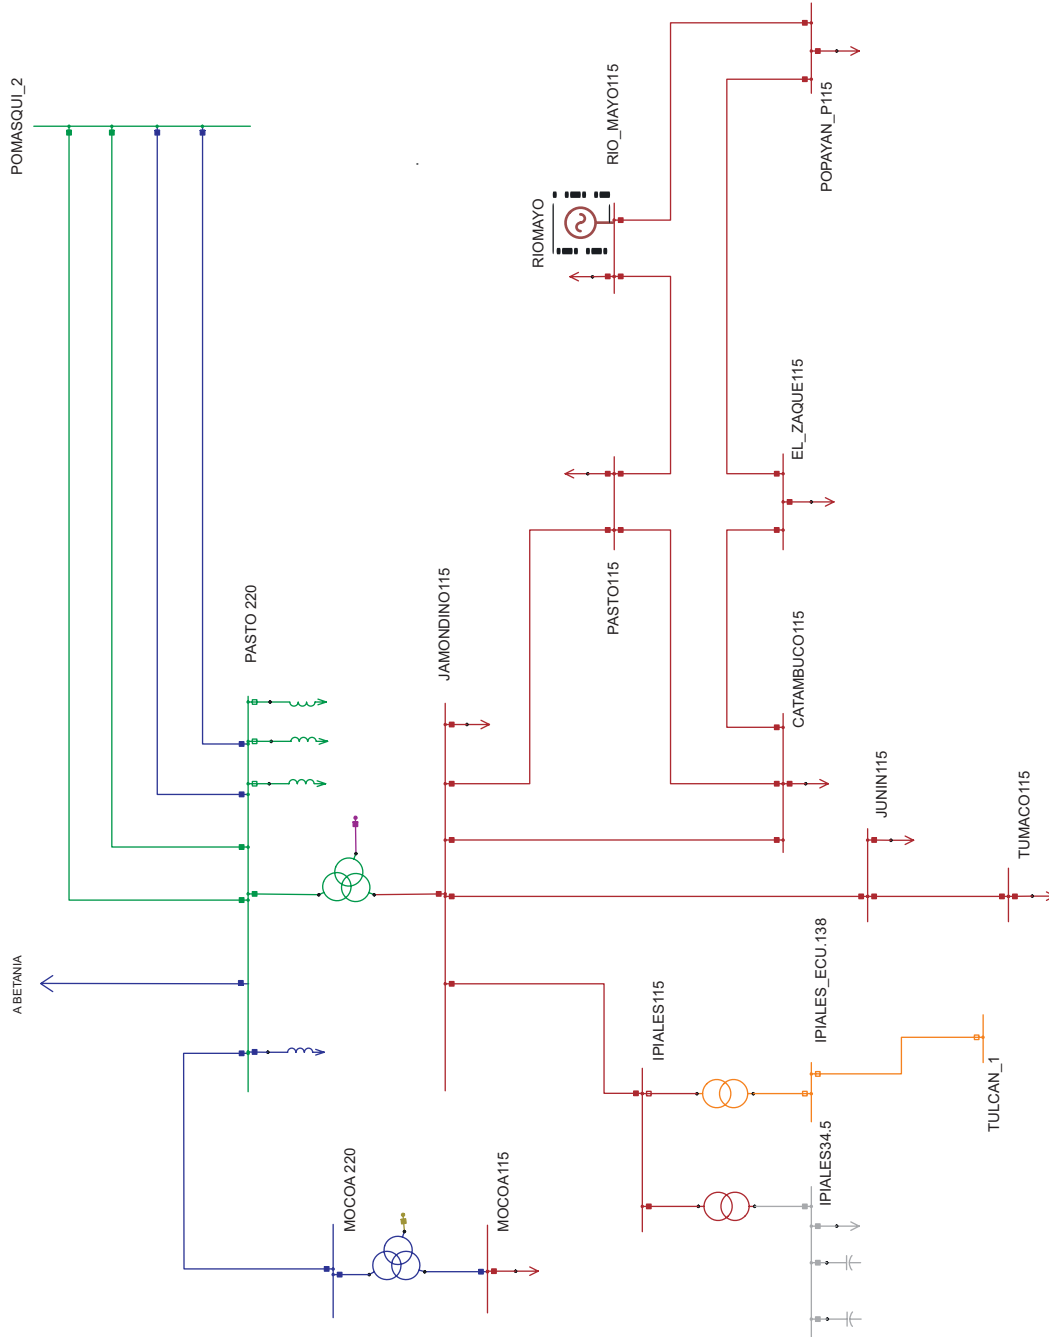 POMASQUI_2
RIO_MAYO115
POPAYAN_P115
RIOMAYO
EL_ZAQUE115
PASTO 220
PASTO115
JAMONDINO115
CATAMBUCO115
JUNIN115
TUMACO115
A BETANIA
IPIALES115
IPIALES_ECU.138
TULCAN_1
IPIALES34.5
MOCOA 220
MOCOA115